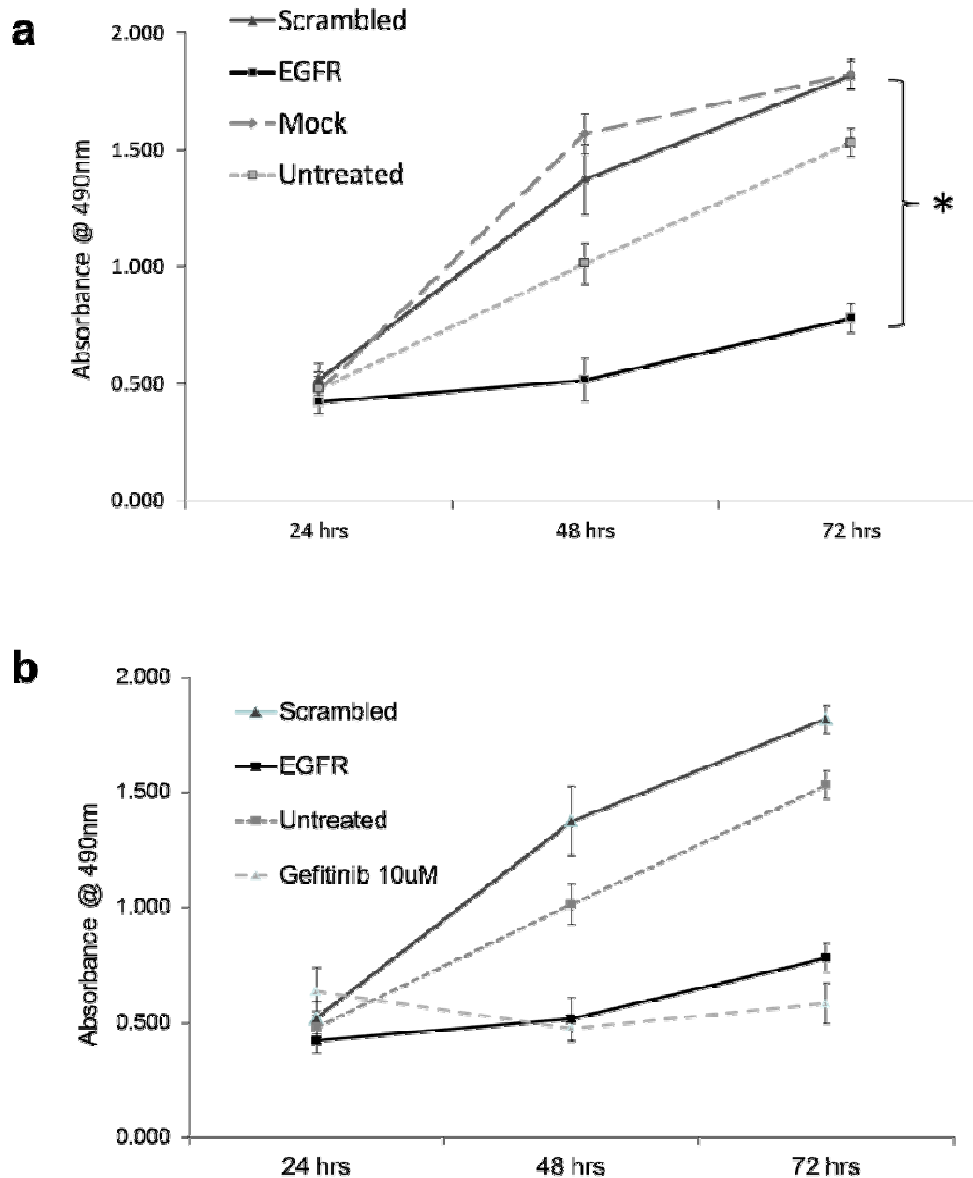 a
Scrambled
EGFR
Mock
Untreated
Absorbance @ 490nm
2.000
1.500
1.000
0.500
0.000
24 hrs
48 hrs
72 hrs
*
b
Scrambled
EGFR
Untreated
Gefitinib 10uM
Absorbance @ 490nm
2.000
1.500
1.000
0.500
0.000
24 hrs
48 hrs
72 hrs